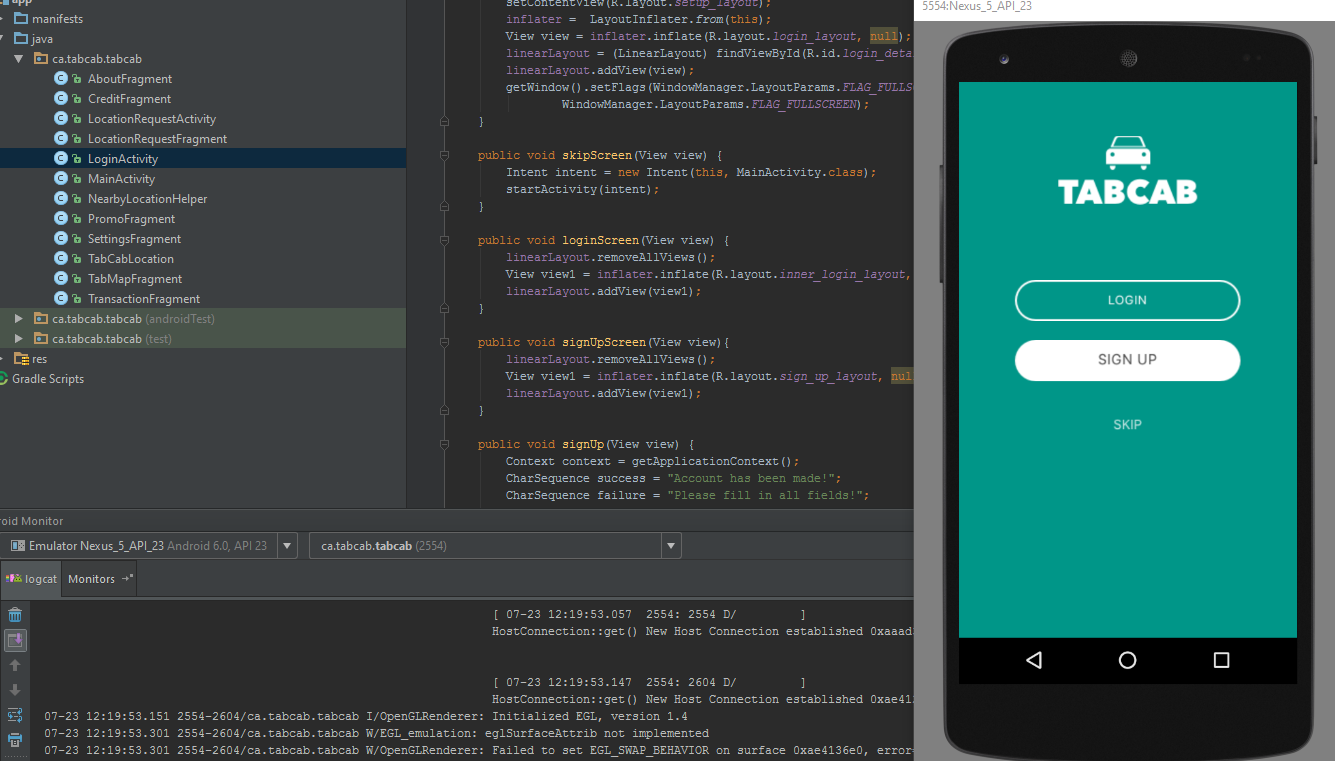 app
manifests
java
ca.tabcab.tabcab
AboutFragment
CreditFragment
LocationRequestActivity
LocationRequestFragment
LoginActivity
MainActivity
NearbyLocationHelper
PromoFragment
SettingsFragment
TabCabLocation
TabMapFragment
TransactionFragment
ca.tabcab.tabcab (androidTest)
ca.tabcab.tabcab (test)
res
Gradle Scripts
setContentView(R.layout.setup_layout);
inflater =  LayoutInflater.from(this);
View view = inflater.inflate(R.layout.login_layout, null);
linearLayout = (LinearLayout) findViewById(R.id.login_deta
linearLayout.addView(view);
getWindow().setFlags(WindowManager.LayoutParams.FLAG_FULLS
WindowManager.LayoutParams.FLAG_FULLSCREEN);
}
public void skipScreen(View view) {
Intent intent = new Intent(this, MainActivity.class);
startActivity(intent);
}
public void loginScreen(View view) {
linearLayout.removeAllViews();
View view1 = inflater.inflate(R.layout.inner_login_layout,
linearLayout.addView(view1);
}
public void signUpScreen(View view){
linearLayout.removeAllViews();
View view1 = inflater.inflate(R.layout.sign_up_layout, nul
linearLayout.addView(view1);
}
public void signUp(View view) {
Context context = getApplicationContext();
CharSequence success = "Account has been made!";
CharSequence failure = "Please fill in all fields!";
5554:Nexus_5_API_23
TABCAB
LOGIN
SIGN UP
SKIP
roid Monitor
Emulator Nexus_5_API_23 Android 6.0, API 23
ca.tabcab.tabcab (2554)
logcat
Monitors
[ 07-23 12:19:53.057  2554: 2554 D/         ]
HostConnection::get() New Host Connection established 0xaaad
[ 07-23 12:19:53.147  2554: 2604 D/         ]
HostConnection::get() New Host Connection established 0xae41
07-23 12:19:53.151 2554-2604/ca.tabcab.tabcab I/OpenGLRenderer: Initialized EGL, version 1.4
07-23 12:19:53.301 2554-2604/ca.tabcab.tabcab W/EGL_emulation: eglSurfaceAttrib not implemented
07-23 12:19:53.301 2554-2604/ca.tabcab.tabcab W/OpenGLRenderer: Failed to set EGL_SWAP_BEHAVIOR on surface 0xae4136e0, error=